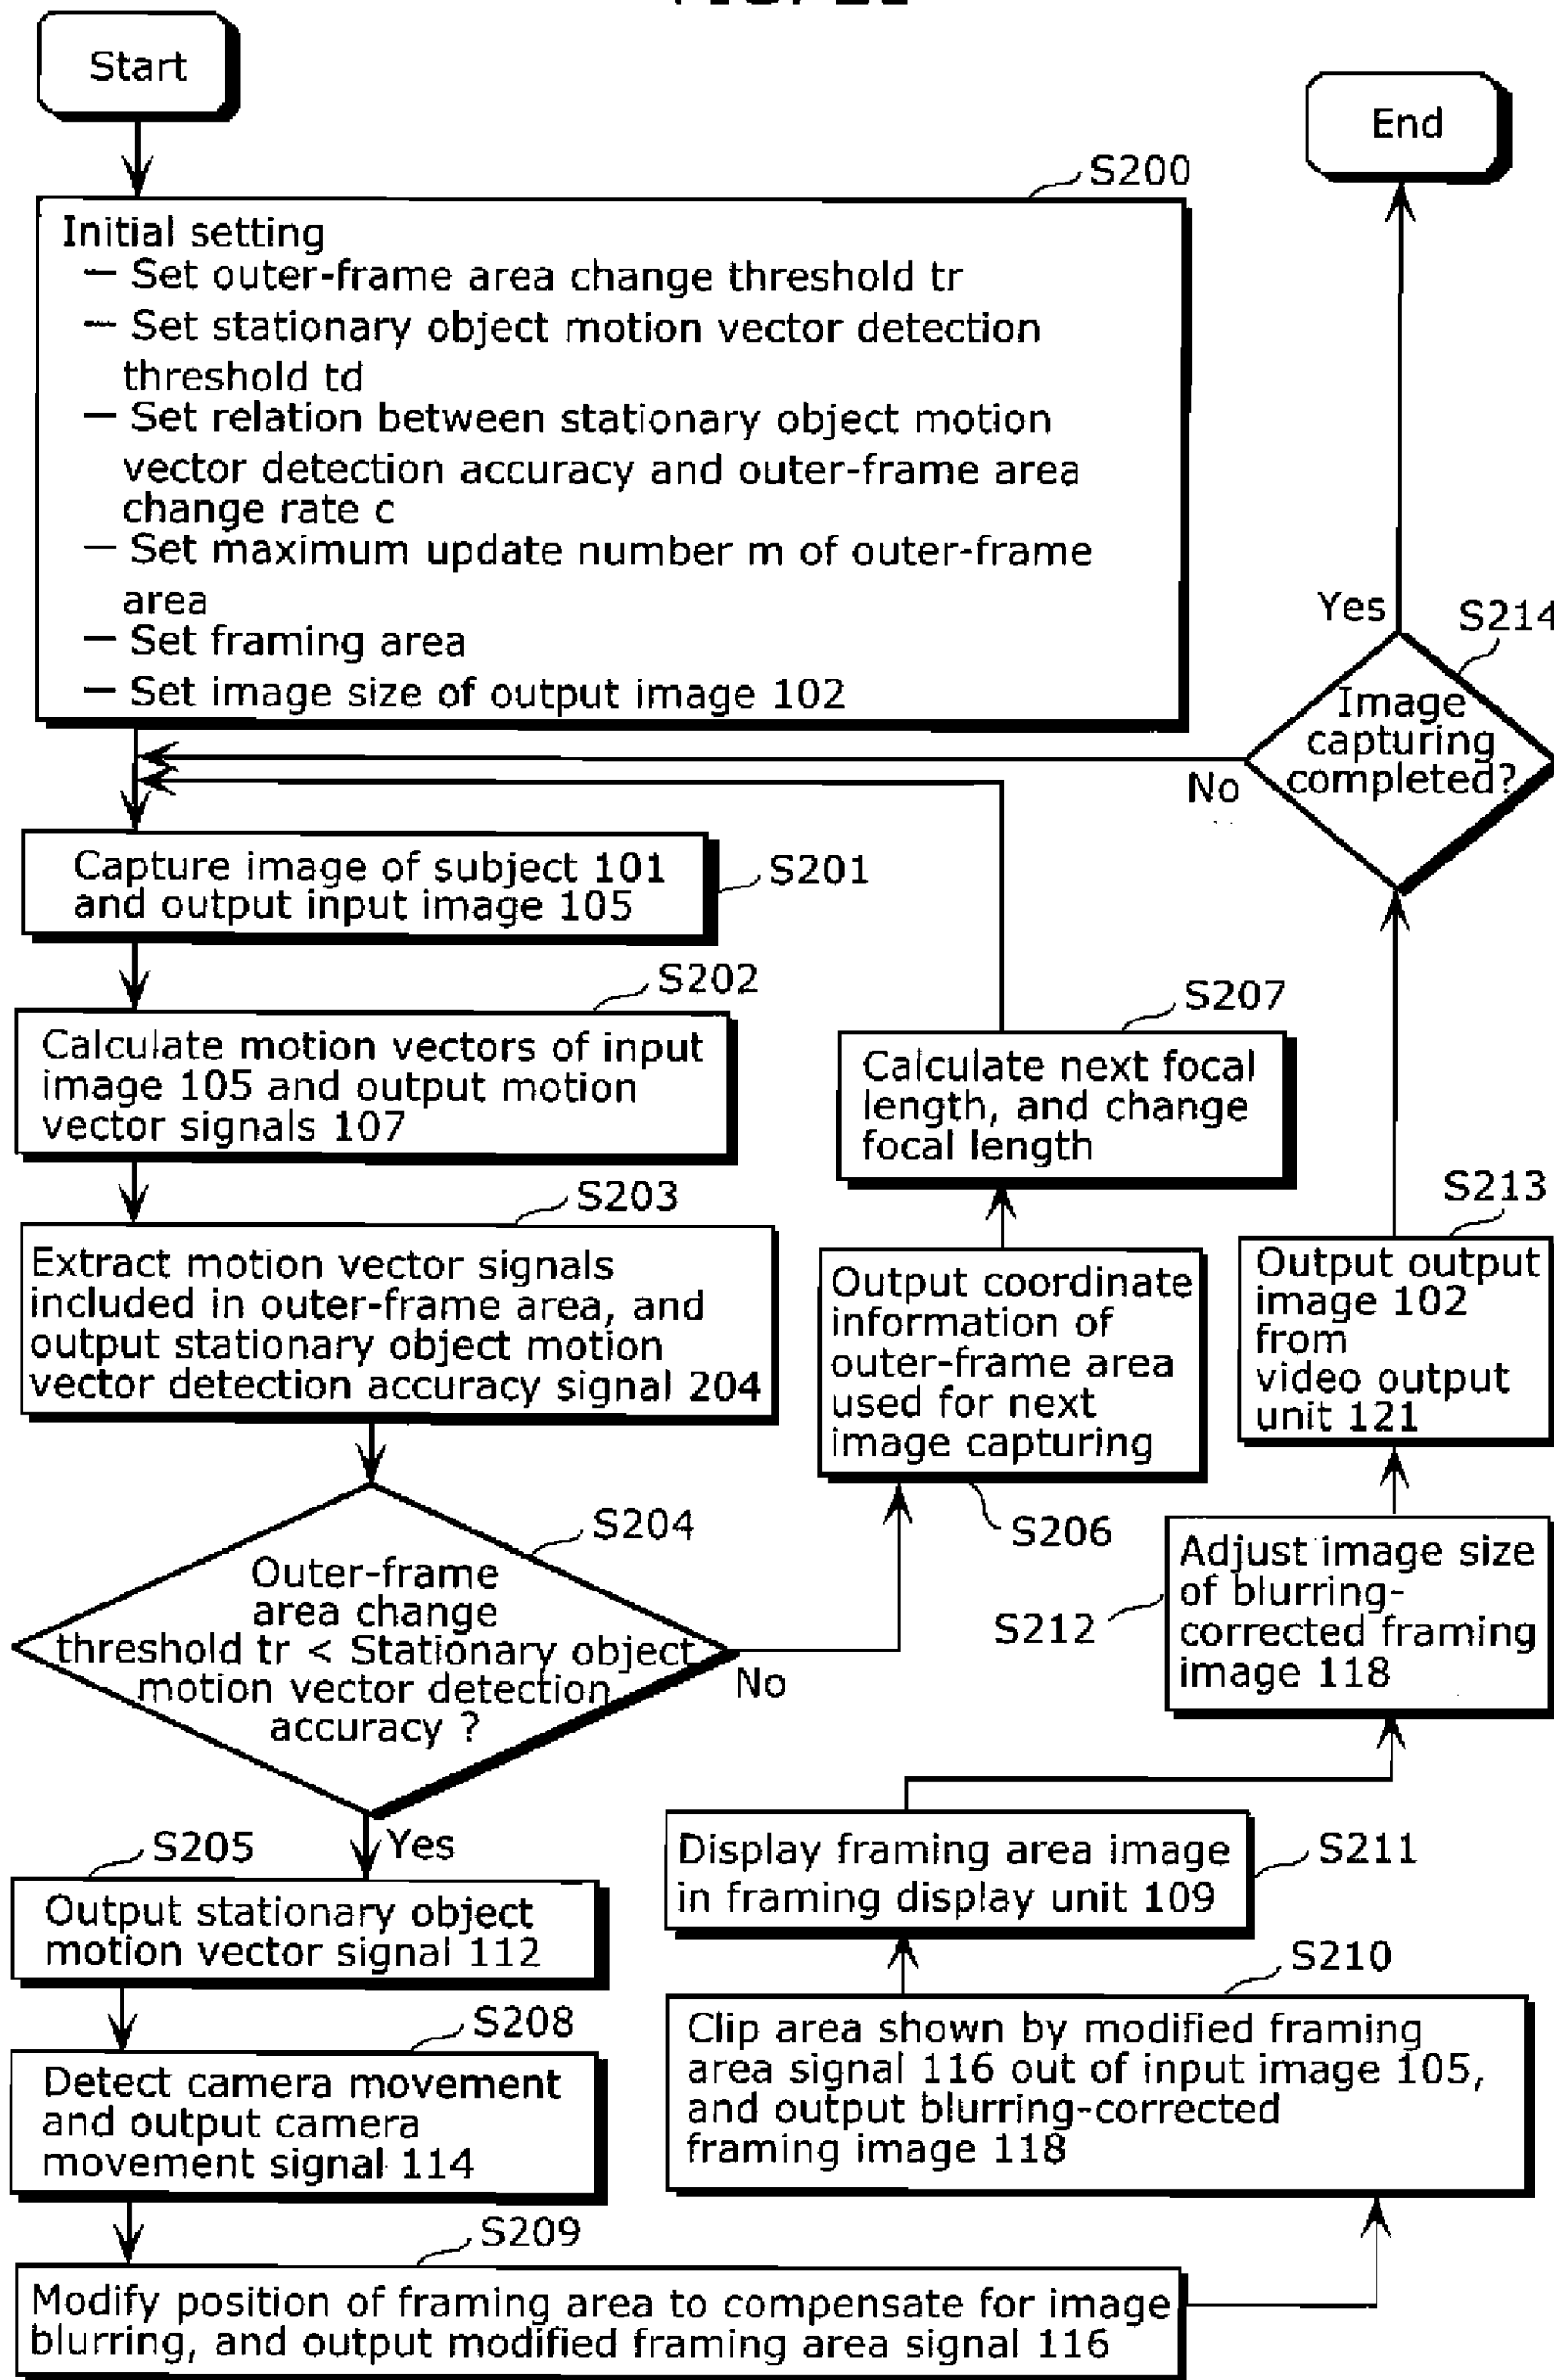 Start
End
S200
Initial setting
— Set outer-frame area change threshold tr
— Set stationary object motion vector detection
threshold td
— Set relation between stationary object motion
vector detection accuracy and outer-frame area
change rate c
— Set maximum update number m of outer-frame
area
— Set framing area
— Set image size of output image 102
Yes
S214
Image
capturing
completed?
No
Capture image of subject 101
and output input image 105
S201
S202
Calculate motion vectors of input
image 105 and output motion
vector signals 107
S207
Calculate next focal
length, and change
focal length
S203
Extract motion vector signals
included in outer-frame area, and
output stationary object motion
vector detection accuracy signal 204
Output coordinate
information of
outer-frame area
used for next
image capturing
S206
S213
Output output
image 102
from
video output
unit 121
S204
Outer-frame
area change
threshold tr < Stationary object
motion vector detection
accuracy ?
No
Yes
S212
Adjust image size
of blurring-
corrected framing
image 118
S205
Output stationary object
motion vector signal 112
Display framing area image
in framing display unit 109
S211
S208
Detect camera movement
and output camera
movement signal 114
S210
Clip area shown by modified framing
area signal 116 out of input image 105,
and output blurring-corrected
framing image 118
S209
Modify position of framing area to compensate for image
blurring, and output modified framing area signal 116